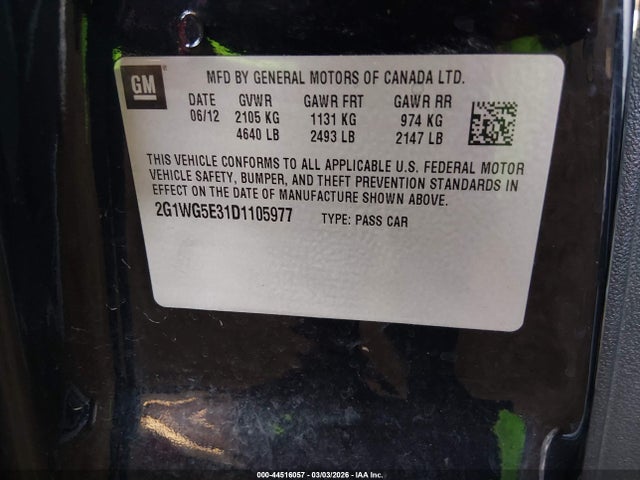 GM
MFD BY GENERAL MOTORS OF CANADA LTD.
DATE GVWR GAWR FRT GAWR RR
06/12 2105 KG 1131 KG 974 KG
4640 LB 2493 LB 2147 LB
THIS VEHICLE CONFORMS TO ALL APPLICABLE U.S. FEDERAL MOTOR
VEHICLE SAFETY, BUMPER, AND THEFT PREVENTION STANDARDS IN
EFFECT ON THE DATE OF MANUFACTURE SHOWN ABOVE.
2G1WG5E31D1105977 TYPE: PASS CAR
000-44516057 | 03/03/2026 | IAA Inc.